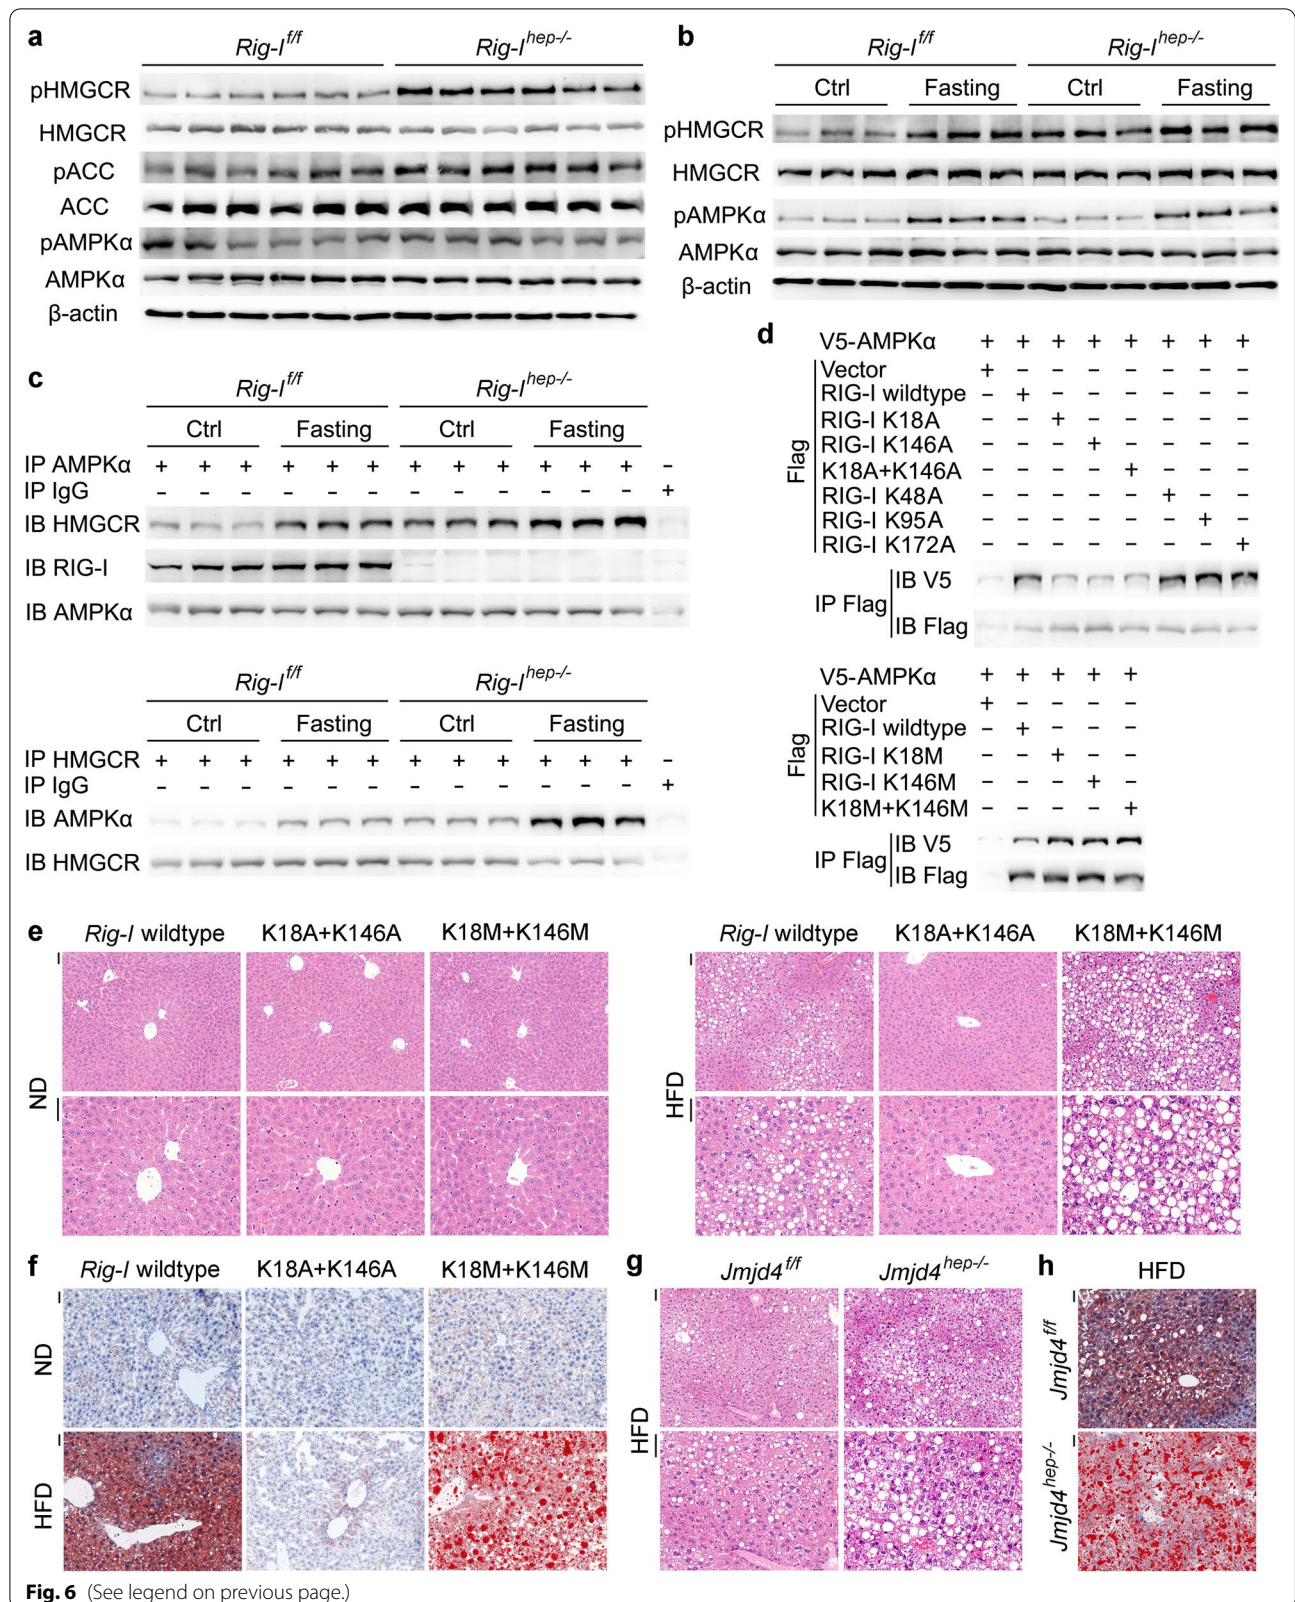 a
Rig-I f/f Rig-I hep-/-
pHMGCR
HMGCR
pACC
ACC
pAMPKα
AMPKα
β-actin
b
Rig-I f/f Rig-I hep-/-
Ctrl Fasting Ctrl Fasting
pHMGCR
HMGCR
pAMPKα
AMPKα
β-actin
c
Rig-I f/f Rig-I hep-/-
Ctrl Fasting Ctrl Fasting
IP AMPKα + + + + + + + + + + + + −
IP IgG − − − − − − − − − − − − +
IB HMGCR
IB RIG-I
IB AMPKα
Rig-I f/f Rig-I hep-/-
Ctrl Fasting Ctrl Fasting
IP HMGCR + + + + + + + + + + + + −
IP IgG − − − − − − − − − − − − +
IB AMPKα
IB HMGCR
d
V5-AMPKα + + + + + + + +
Flag
Vector + − − − − − − −
RIG-I wildtype − + − − − − − −
RIG-I K18A − − + − − − − −
RIG-I K146A − − − + − − − −
K18A+K146A − − − − + − − −
RIG-I K48A − − − − − + − −
RIG-I K95A − − − − − − + −
RIG-I K172A − − − − − − − +
IP Flag
IB V5
IB Flag
V5-AMPKα + + + + +
Flag
Vector + − − − −
RIG-I wildtype − + − − −
RIG-I K18M − − + − −
RIG-I K146M − − − + −
K18M+K146M − − − − +
IP Flag
IB V5
IB Flag
e
Rig-I wildtype K18A+K146A K18M+K146M
ND
Rig-I wildtype K18A+K146A K18M+K146M
HFD
f
Rig-I wildtype K18A+K146A K18M+K146M
ND
HFD
g
Jmjd4 f/f Jmjd4 hep-/-
HFD
h
HFD
Jmjd4 f/f
Jmjd4 hep-/-
Fig. 6 (See legend on previous page.)